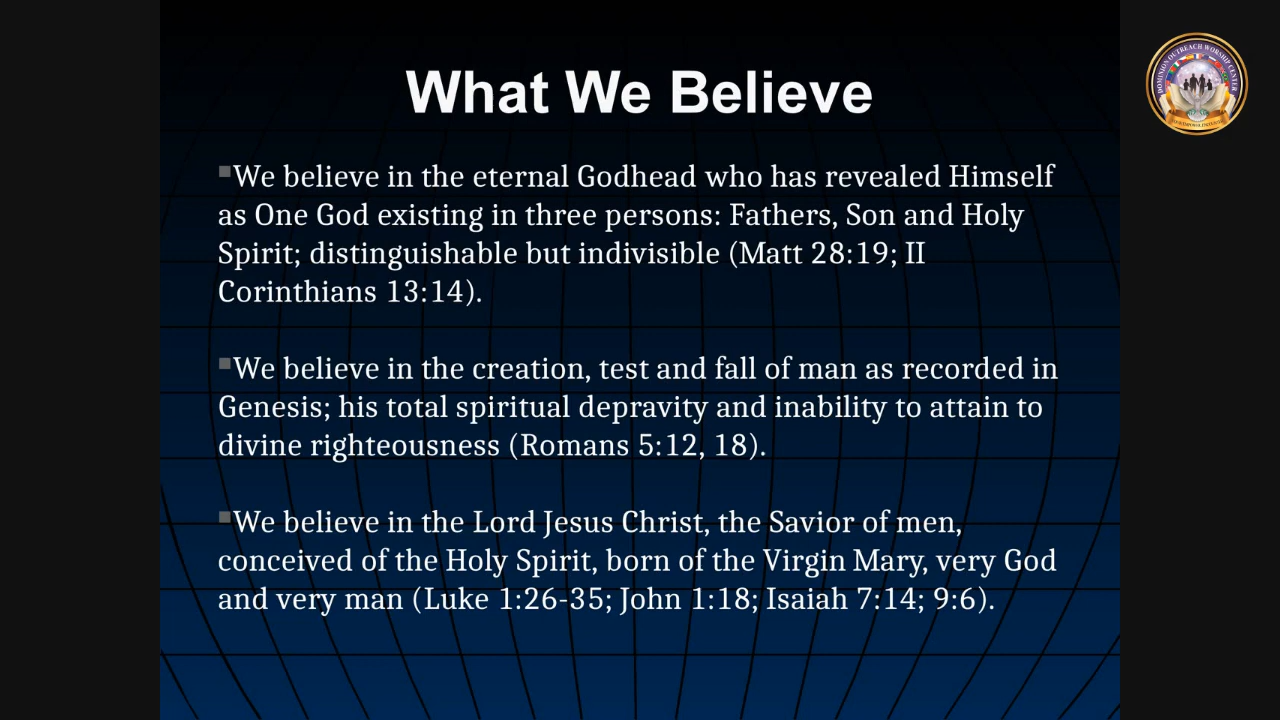 What We Believe
DOMINION OUTREACH WORSHIP CENTER
▪We believe in the eternal Godhead who has revealed Himself
as One God existing in three persons: Fathers, Son and Holy
Spirit; distinguishable but indivisible (Matt 28:19; II
Corinthians 13:14).
▪We believe in the creation, test and fall of man as recorded in
Genesis; his total spiritual depravity and inability to attain to
divine righteousness (Romans 5:12, 18).
▪We believe in the Lord Jesus Christ, the Savior of men,
conceived of the Holy Spirit, born of the Virgin Mary, very God
and very man (Luke 1:26-35; John 1:18; Isaiah 7:14; 9:6).